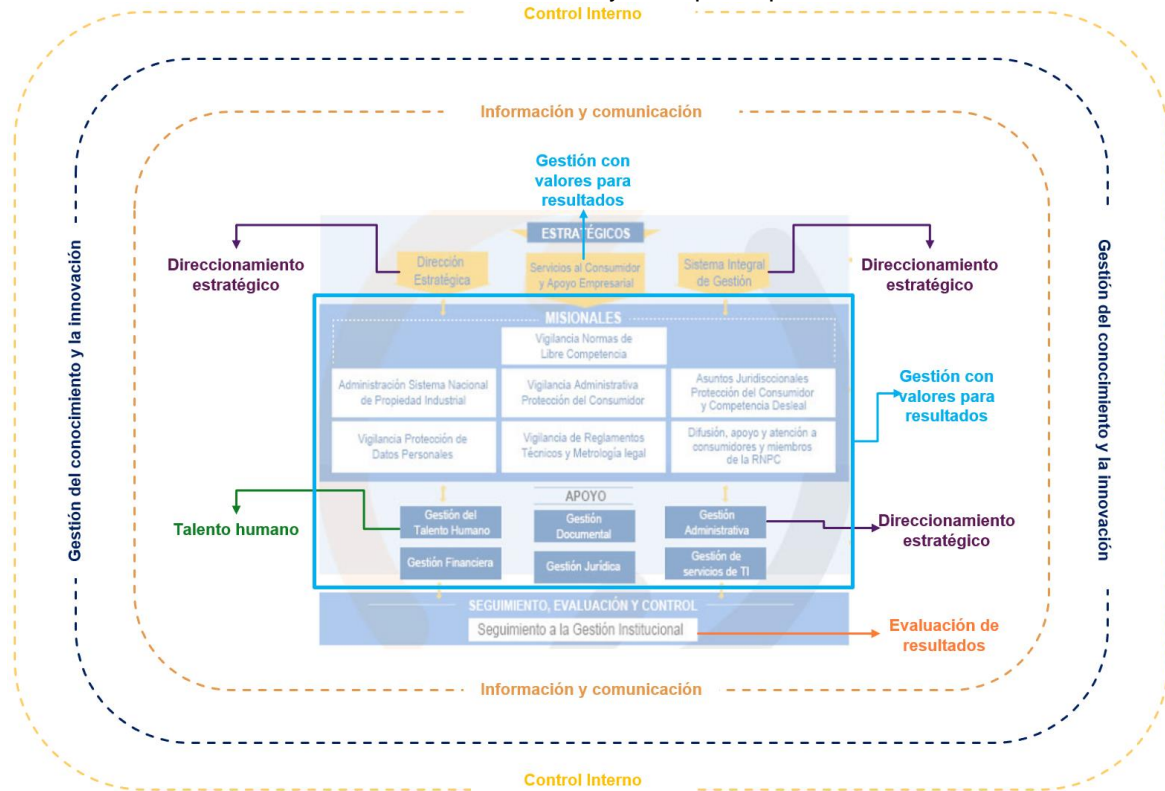 Control Interno
Información y comunicación
Gestión con
valores para
resultados
ESTRATÉGICOS
Direccionamiento
estratégico
Dirección
Estratégica
Servicios al Consumidor
y Apoyo Empresarial
Sistema Integral
de Gestión
Direccionamiento
estratégico
Gestión del conocimiento y la innovación
Gestión del conocimiento y la innovación
MISIONALES
Vigilancia Normas de
Libre Competencia
Administración Sistema Nacional
de Propiedad Industrial
Vigilancia Administrativa
Protección del Consumidor
Asuntos Jurisdiccionales
Protección del Consumidor
y Competencia Desleal
Gestión con
valores para
resultados
Vigilancia Protección de
Datos Personales
Vigilancia de Reglamentos
Técnicos y Metrología legal
Difusión, apoyo y atención a
consumidores y miembros
de la RNPC
APOYO
Talento humano
Gestión del
Talento Humano
Gestión
Documental
Gestión
Administrativa
Direccionamiento
estratégico
Gestión Financiera
Gestión Jurídica
Gestión de
servicios de TI
SEGUIMIENTO, EVALUACIÓN Y CONTROL
Seguimiento a la Gestión Institucional
Evaluación de
resultados
Información y comunicación
Control Interno